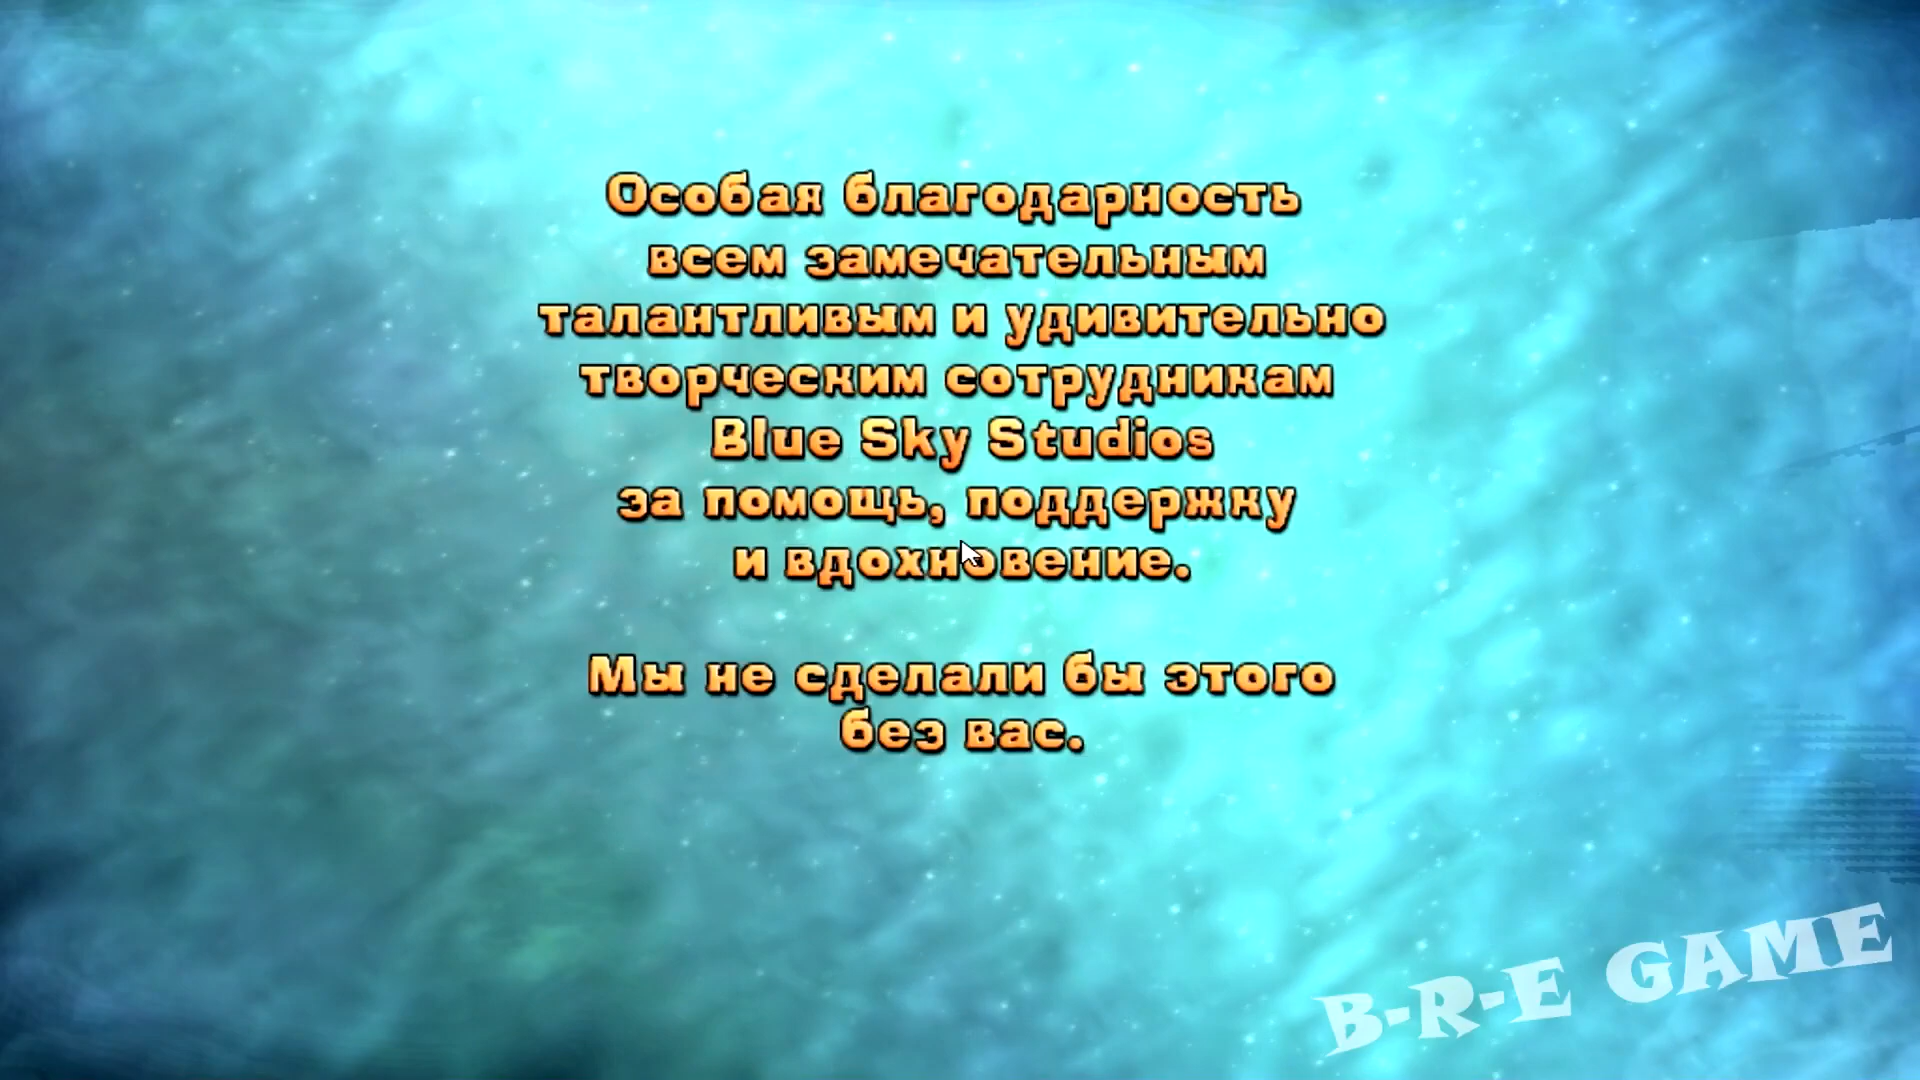 Особая благодарность
всем замечательным
талантливым и удивительно
творческим сотрудникам
Blue Sky Studios
за помощь, поддержку
и вдохновение.
Мы не сделали бы этого
без вас.
B-R-E GAME